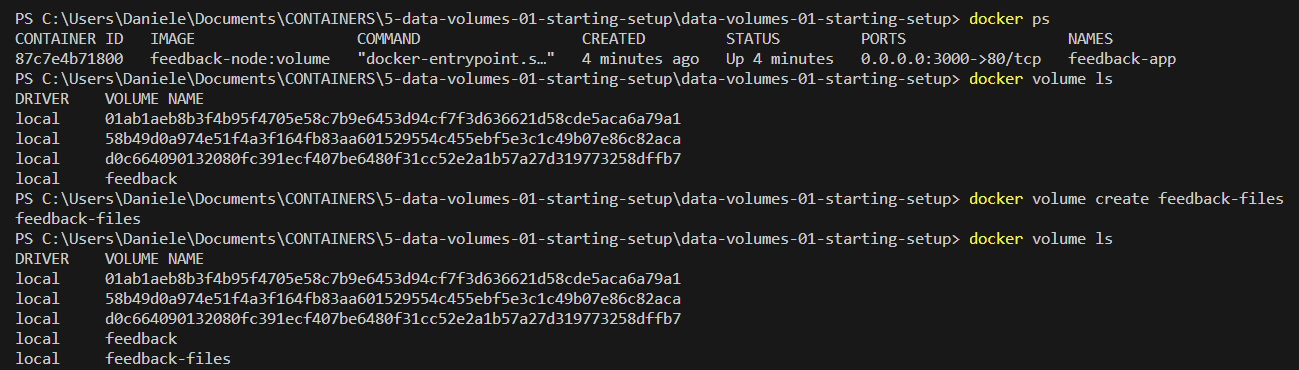 PS C:\Users\Daniele\Documents\CONTAINERS\5-data-volumes-01-starting-setup\data-volumes-01-starting-setup> docker ps
CONTAINER ID   IMAGE                  COMMAND                  CREATED         STATUS         PORTS                  NAMES
87c7e4b71800   feedback-node:volume   "docker-entrypoint.s…"   4 minutes ago   Up 4 minutes   0.0.0.0:3000->80/tcp   feedback-app
PS C:\Users\Daniele\Documents\CONTAINERS\5-data-volumes-01-starting-setup\data-volumes-01-starting-setup> docker volume ls
DRIVER    VOLUME NAME
local     01ab1aeb8b3f4b95f4705e58c7b9e6453d94cf7f3d636621d58cde5aca6a79a1
local     58b49d0a974e51f4a3f164fb83aa601529554c455ebf5e3c1c49b07e86c82aca
local     d0c664090132080fc391ecf407be6480f31cc52e2a1b57a27d319773258dffb7
local     feedback
PS C:\Users\Daniele\Documents\CONTAINERS\5-data-volumes-01-starting-setup\data-volumes-01-starting-setup> docker volume create feedback-files
feedback-files
PS C:\Users\Daniele\Documents\CONTAINERS\5-data-volumes-01-starting-setup\data-volumes-01-starting-setup> docker volume ls
DRIVER    VOLUME NAME
local     01ab1aeb8b3f4b95f4705e58c7b9e6453d94cf7f3d636621d58cde5aca6a79a1
local     58b49d0a974e51f4a3f164fb83aa601529554c455ebf5e3c1c49b07e86c82aca
local     d0c664090132080fc391ecf407be6480f31cc52e2a1b57a27d319773258dffb7
local     feedback
local     feedback-files